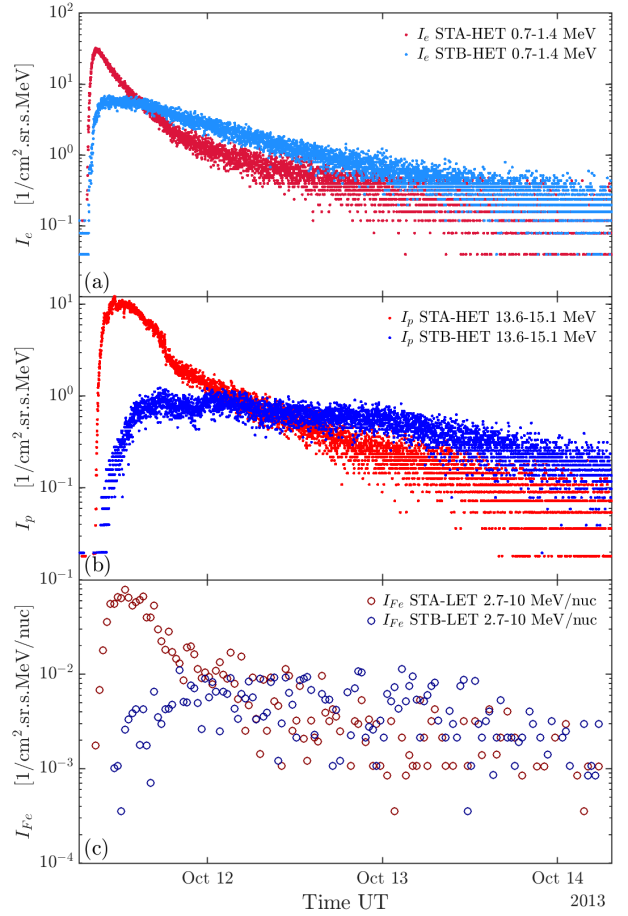 10^2
I_e STA-HET 0.7-1.4 MeV
I_e STB-HET 0.7-1.4 MeV
10^1
10^0
10^-1
I_e [1/cm^2.sr.s.MeV]
(a)
10^1
I_p STA-HET 13.6-15.1 MeV
I_p STB-HET 13.6-15.1 MeV
10^0
10^-1
I_p [1/cm^2.sr.s.MeV]
(b)
10^-1
I_Fe STA-LET 2.7-10 MeV/nuc
I_Fe STB-LET 2.7-10 MeV/nuc
10^-2
10^-3
I_Fe [1/cm^2.sr.s.MeV/nuc]
(c)
10^-4
Oct 12 Oct 13 Oct 14
Time UT 2013